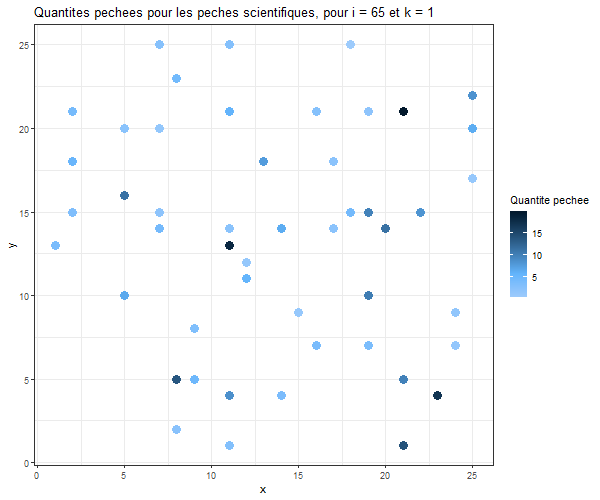 Quantites pechees pour les peches scientifiques, pour i = 65 et k = 1
25
20
15
10
5
0
y
0 5 10 15 20 25
x
Quantite pechee
15
10
5